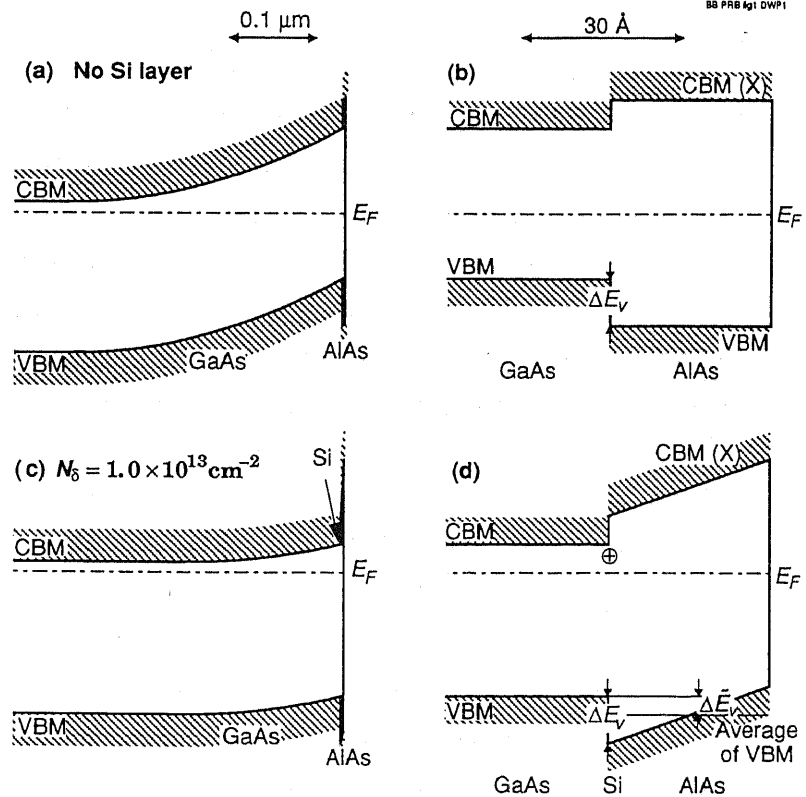 BB PRB fig1 DWP1
0.1 μm
30 Å
(a) No Si layer
(b)
CBM (X)
CBM
CBM
E_F
E_F
VBM
ΔE_v
VBM
GaAs
AlAs
VBM
GaAs
AlAs
(c) N_δ = 1.0×10^13 cm^−2
Si
(d)
CBM (X)
CBM
CBM
⊕
E_F
E_F
VBM
GaAs
AlAs
VBM
ΔE_v
ΔĒ_v
Average
of VBM
GaAs
Si
AlAs